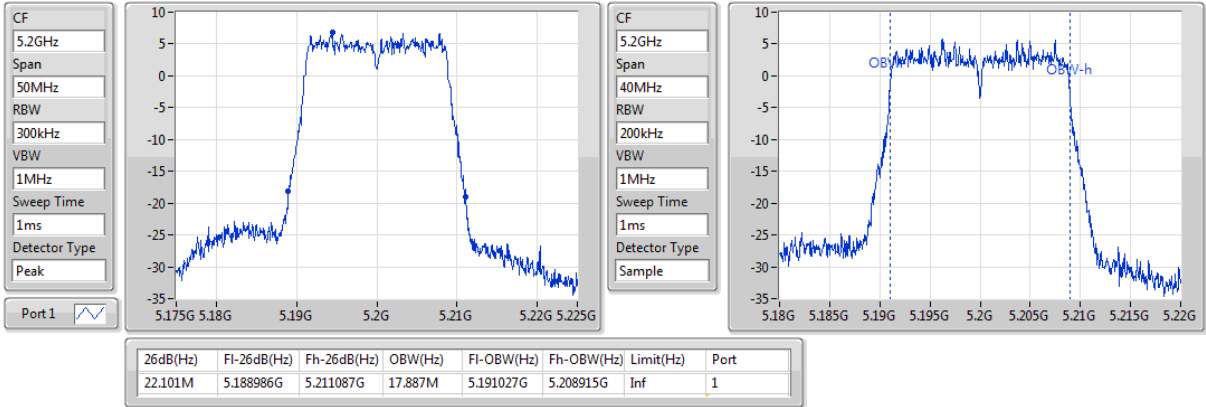 CF
5.2GHz
Span
50MHz
RBW
300kHz
VBW
1MHz
Sweep Time
1ms
Detector Type
Peak
Port 1
10
5
0
-5
-10
-15
-20
-25
-30
-35
5.175G 5.18G 5.19G 5.2G 5.21G 5.22G 5.225G
CF
5.2GHz
Span
40MHz
RBW
200kHz
VBW
1MHz
Sweep Time
1ms
Detector Type
Sample
10
5
0
-5
-10
-15
-20
-25
-30
-35
OBW-h
5.18G 5.185G 5.19G 5.195G 5.2G 5.205G 5.21G 5.215G 5.22G
26dB(Hz) Fl-26dB(Hz) Fh-26dB(Hz) OBW(Hz) Fl-OBW(Hz) Fh-OBW(Hz) Limit(Hz) Port
22.101M 5.188986G 5.211087G 17.887M 5.191027G 5.208915G Inf 1